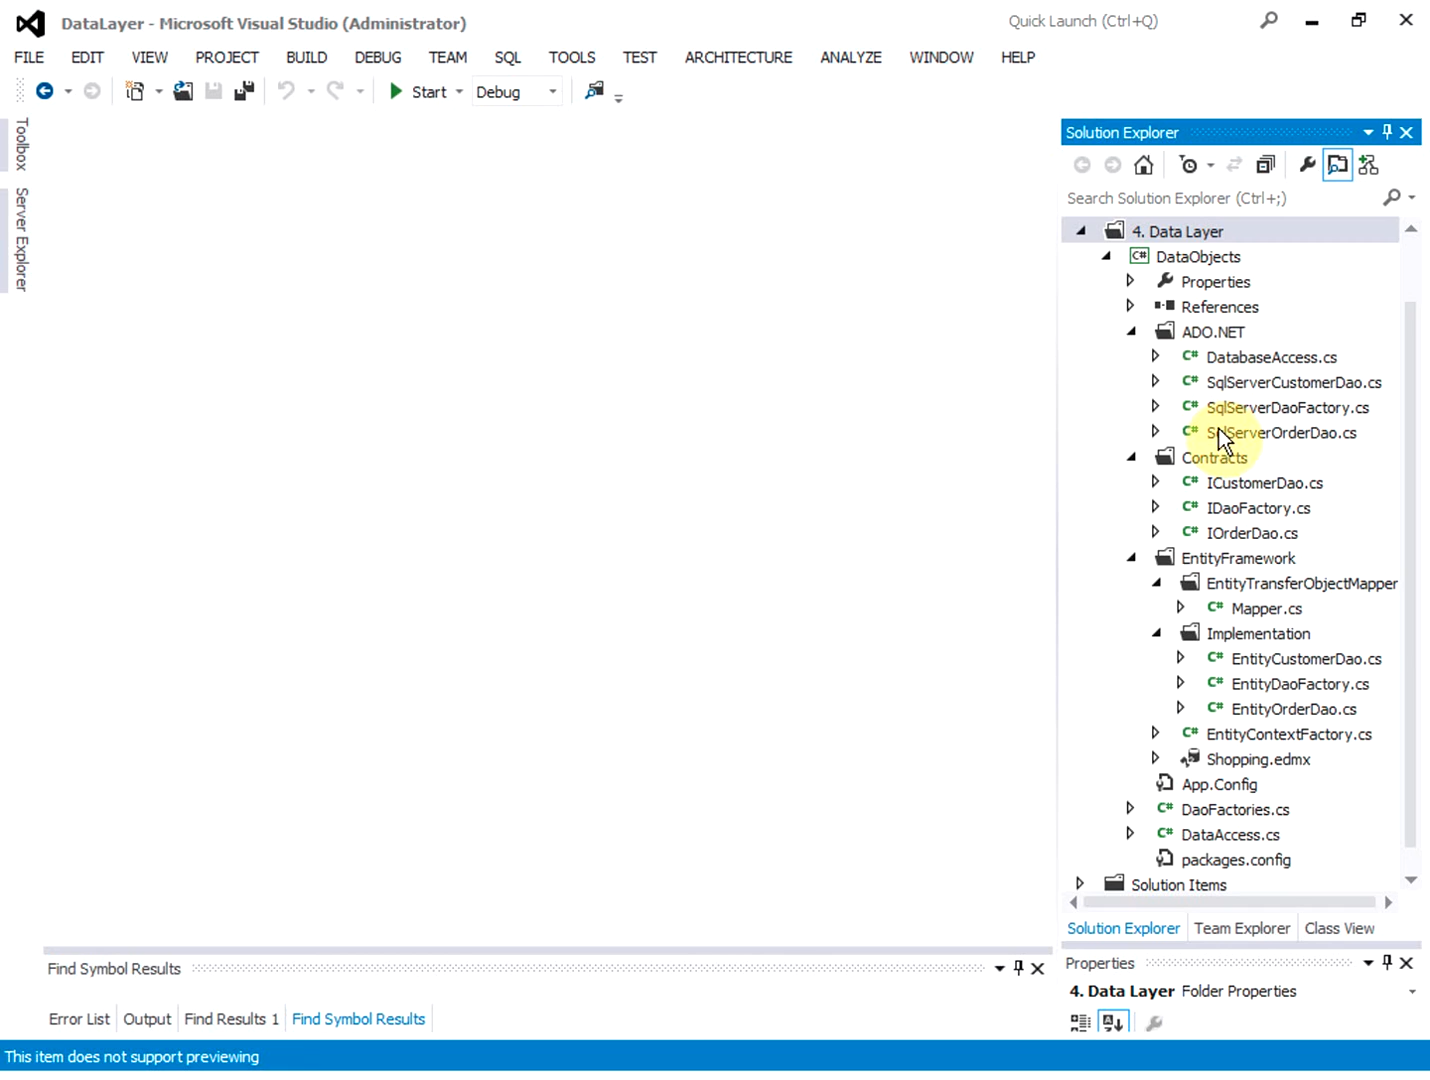 DataLayer - Microsoft Visual Studio (Administrator)
Quick Launch (Ctrl+Q)
FILE EDIT VIEW PROJECT BUILD DEBUG TEAM SQL TOOLS TEST ARCHITECTURE ANALYZE WINDOW HELP
Start Debug
Toolbox
Server Explorer
Solution Explorer
Search Solution Explorer (Ctrl+;)
4. Data Layer
C# DataObjects
Properties
References
ADO.NET
C# DatabaseAccess.cs
C# SqlServerCustomerDao.cs
C# SqlServerDaoFactory.cs
C# SqlServerOrderDao.cs
Contracts
C# ICustomerDao.cs
C# IDaoFactory.cs
C# IOrderDao.cs
EntityFramework
EntityTransferObjectMapper
C# Mapper.cs
Implementation
C# EntityCustomerDao.cs
C# EntityDaoFactory.cs
C# EntityOrderDao.cs
C# EntityContextFactory.cs
Shopping.edmx
App.Config
C# DaoFactories.cs
C# DataAccess.cs
packages.config
Solution Items
Solution Explorer Team Explorer Class View
Find Symbol Results
Properties
4. Data Layer Folder Properties
Error List Output Find Results 1 Find Symbol Results
This item does not support previewing